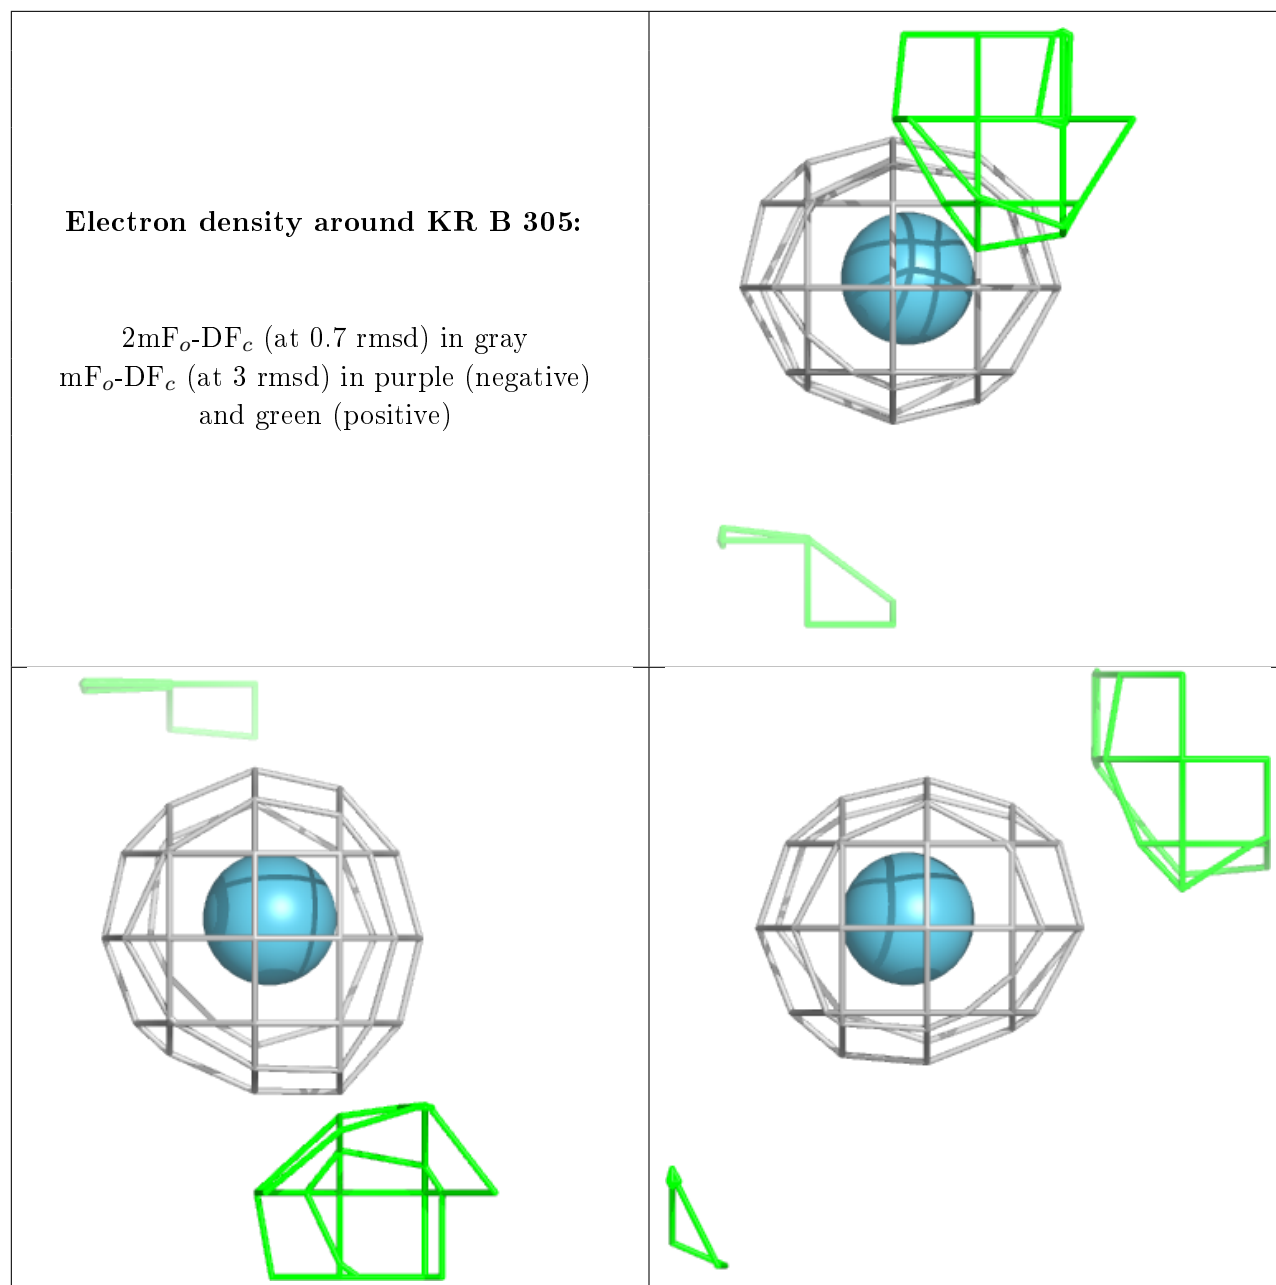 Electron density around KR B 305:
2mFo-DFc (at 0.7 rmsd) in gray
mFo-DFc (at 3 rmsd) in purple (negative)
and green (positive)